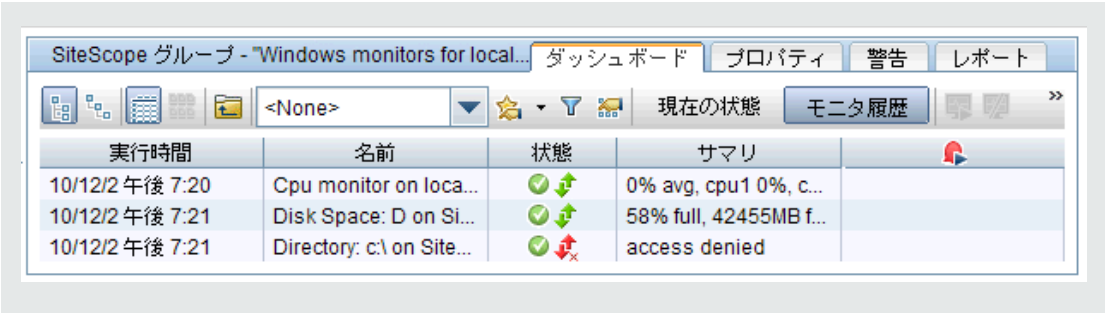 SiteScope グループ - "Windows monitors for local... ダッシュボード プロパティ 警告 レポート
<None> 現在の状態 モニタ履歴 »
実行時間 名前 状態 サマリ
10/12/2 午後 7:20 Cpu monitor on loca... 0% avg, cpu1 0%, c...
10/12/2 午後 7:21 Disk Space: D on Si... 58% full, 42455MB f...
10/12/2 午後 7:21 Directory: c:\ on Site... access denied